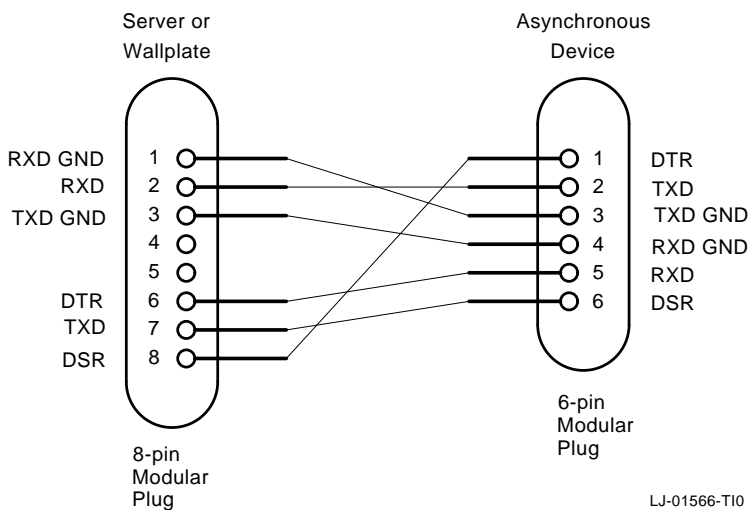 Server or
Wallplate
Asynchronous
Device
RXD GND 1
RXD 2
TXD GND 3
4
5
DTR 6
TXD 7
DSR 8
1 DTR
2 TXD
3 TXD GND
4 RXD GND
5 RXD
6 DSR
8-pin
Modular
Plug
6-pin
Modular
Plug
LJ-01566-TI0